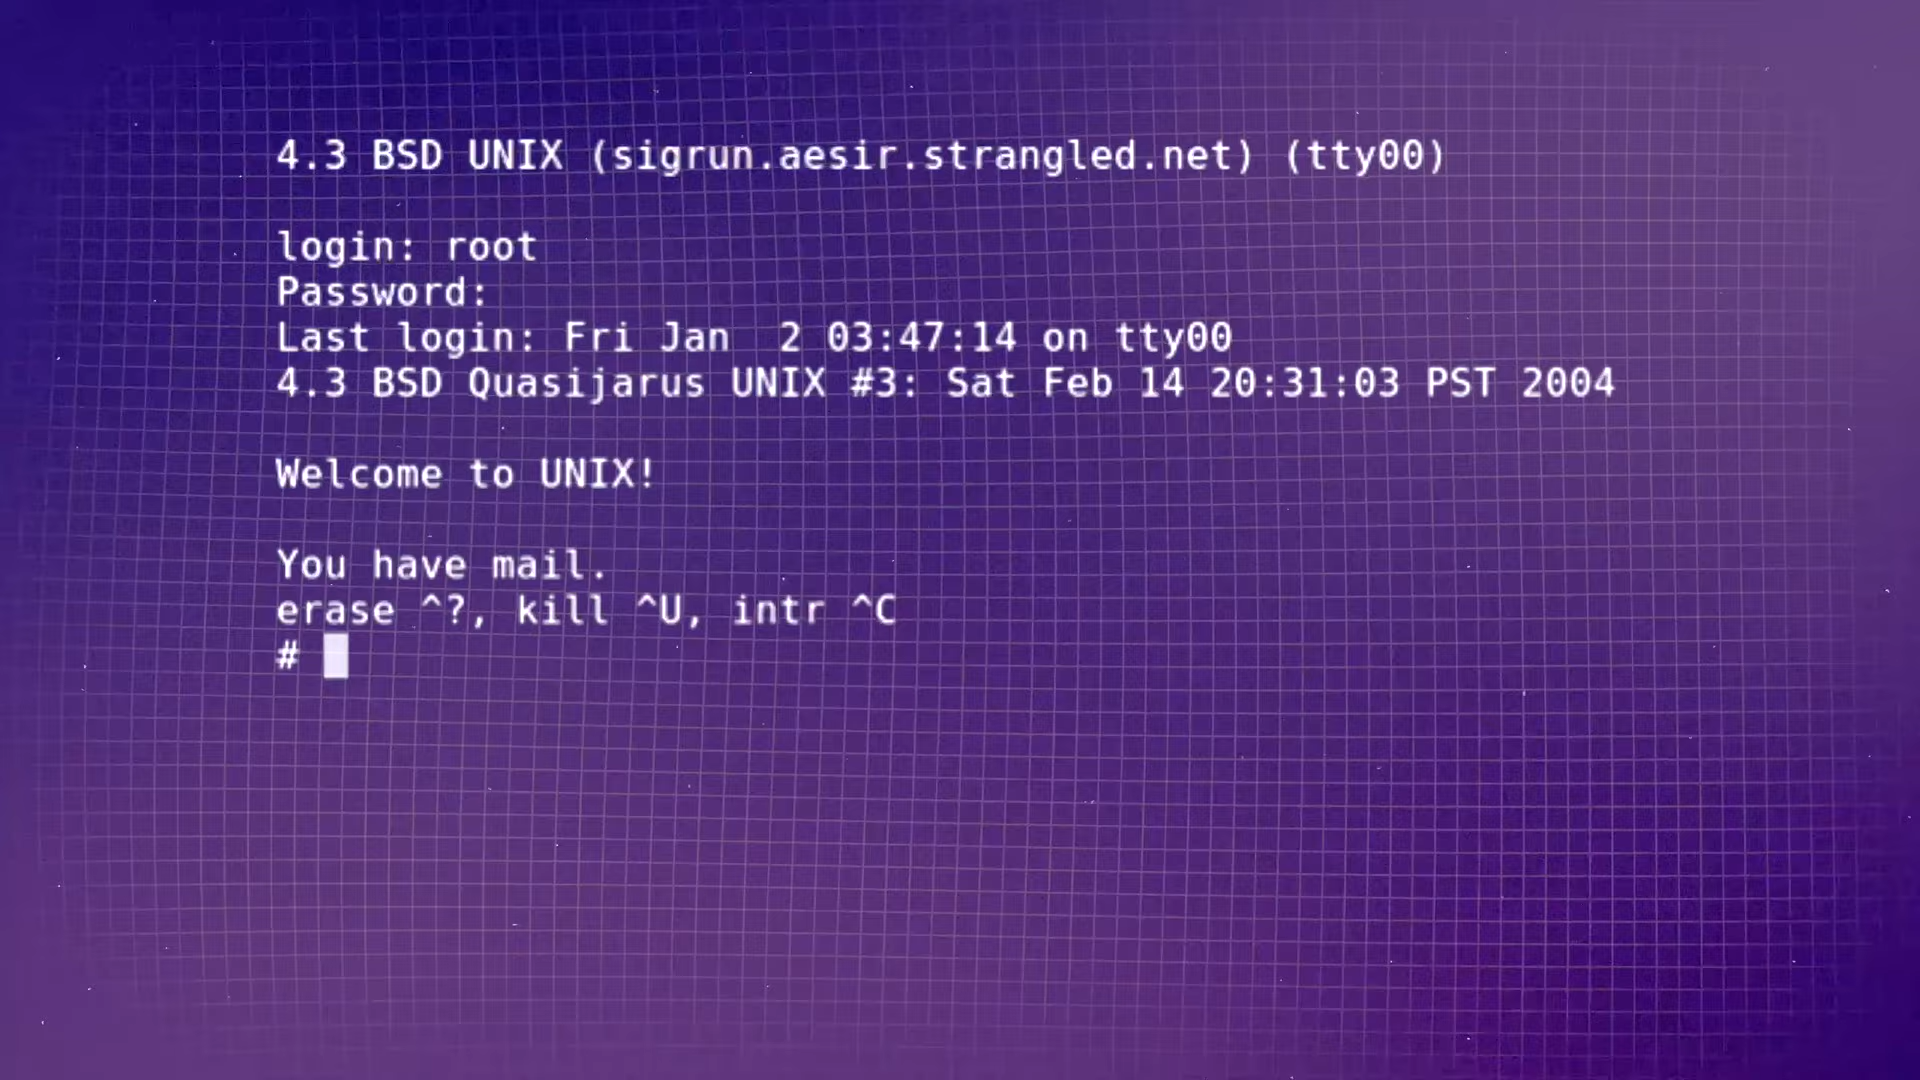 4.3 BSD UNIX (sigrun.aesir.strangled.net) (tty00)
login: root
Password:
Last login: Fri Jan  2 03:47:14 on tty00
4.3 BSD Quasijarus UNIX #3: Sat Feb 14 20:31:03 PST 2004
Welcome to UNIX!
You have mail.
erase ^?, kill ^U, intr ^C
#